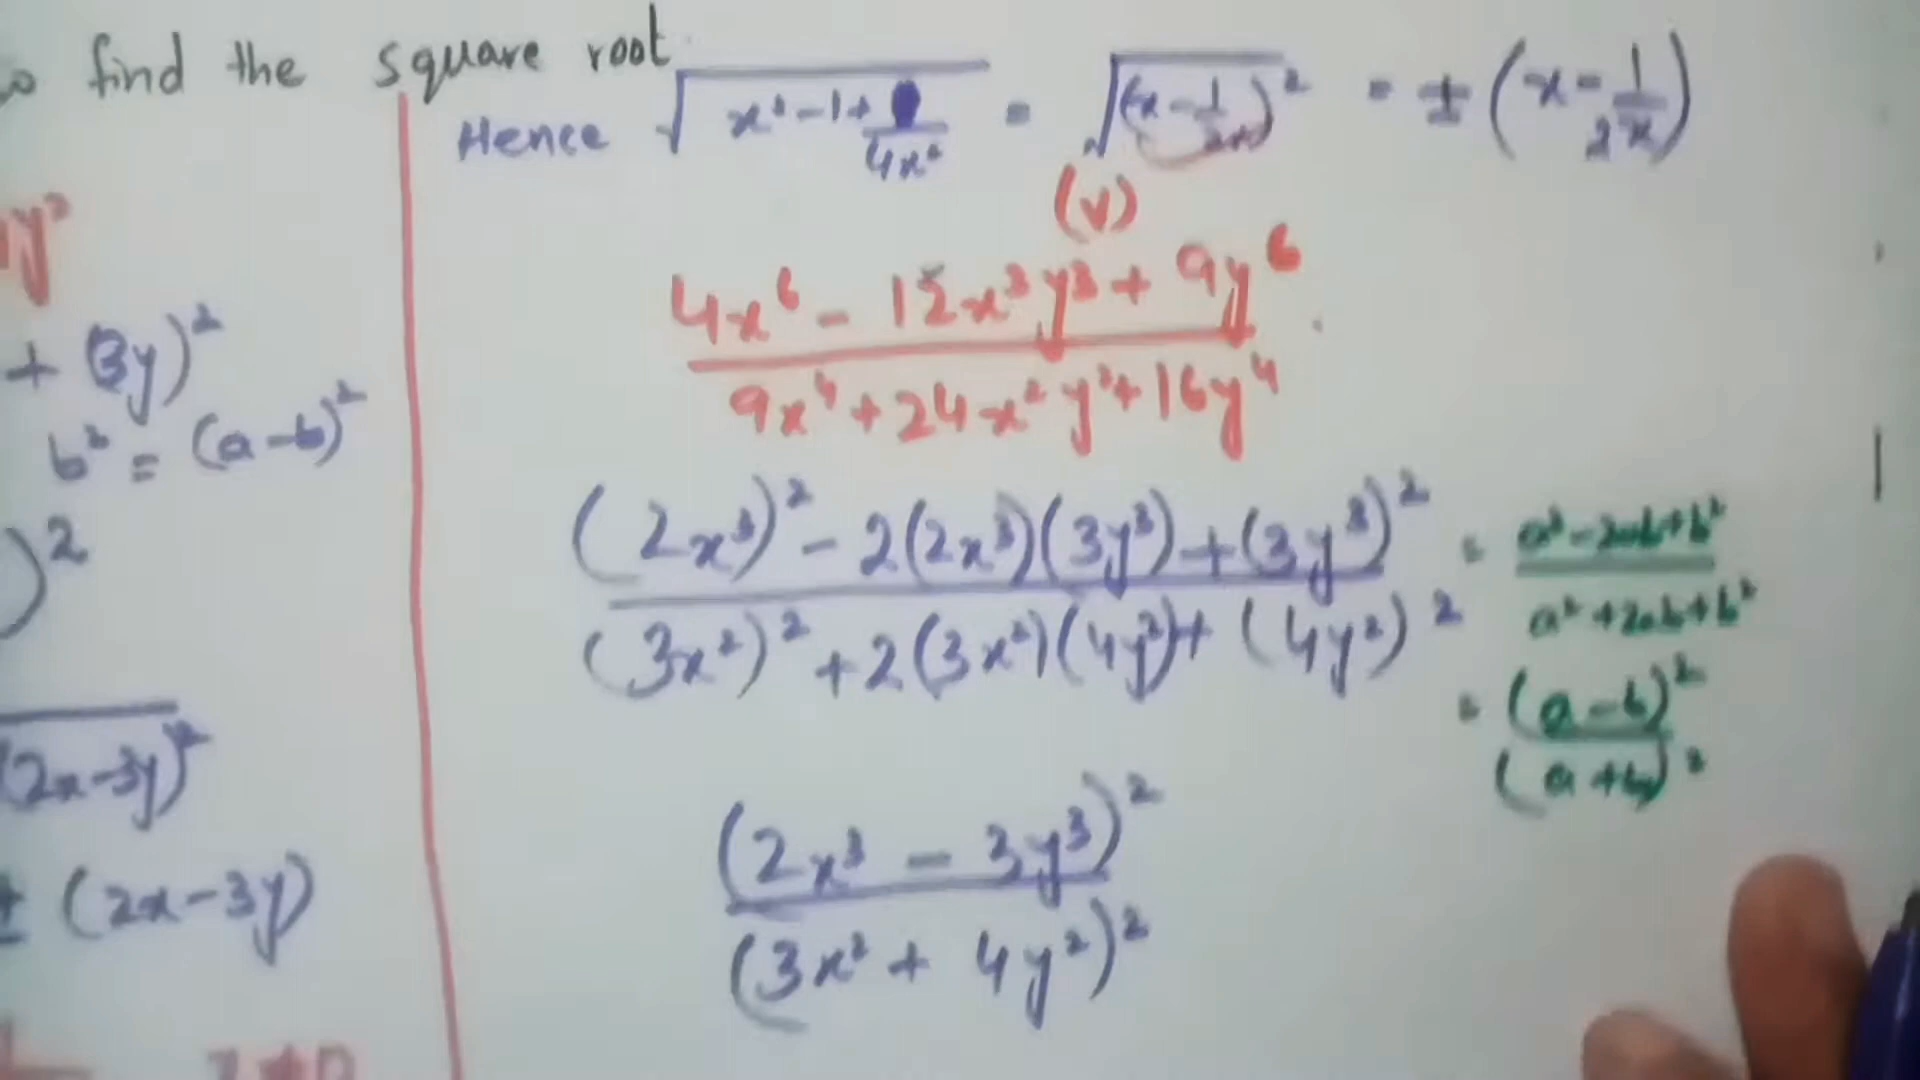 find the square root
Hence √(x² - 1 + 1/4x²) = √((x - 1/2x)²) = ± (x - 1/2x)
(v)
4x⁶ - 12x³y³ + 9y⁶
9x⁴ + 24x²y² + 16y⁴
(2x³)² - 2(2x³)(3y³) + (3y³)² = a² - 2ab + b²
(3x²)² + 2(3x²)(4y²) + (4y²)² a² + 2ab + b²
= (a - b)²
(a + b)²
(2x³ - 3y³)²
(3x² + 4y²)²
y²
+ (3y)²
b² = (a - b)²
)²
(2x - 3y)²
± (2x - 3y)